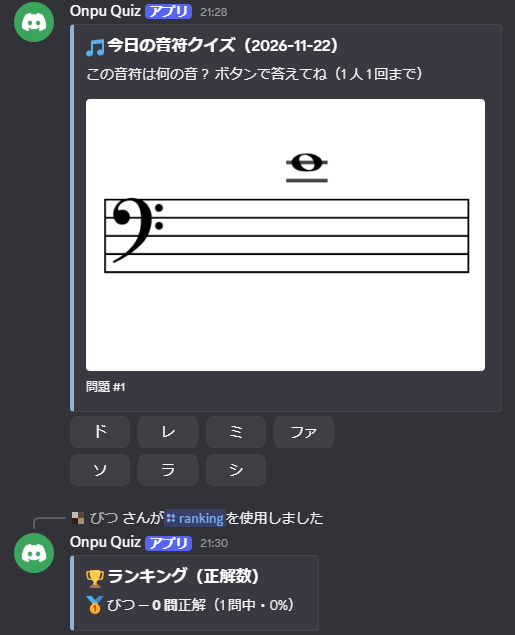 Onpu Quiz アプリ 21:28
🎵今日の音符クイズ（2026-11-22）
この音符は何の音？ ボタンで答えてね（1人1回まで）
問題 #1
ド レ ミ ファ
ソ ラ シ
びつ さんが ranking を使用しました
Onpu Quiz アプリ 21:30
🏆ランキング（正解数）
🥇 びつ — 0 問正解（1問中・0%）